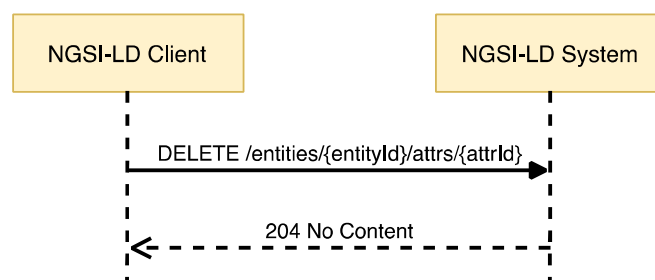 NGSI-LD Client
NGSI-LD System
DELETE /entities/{entityId}/attrs/{attrId}
204 No Content